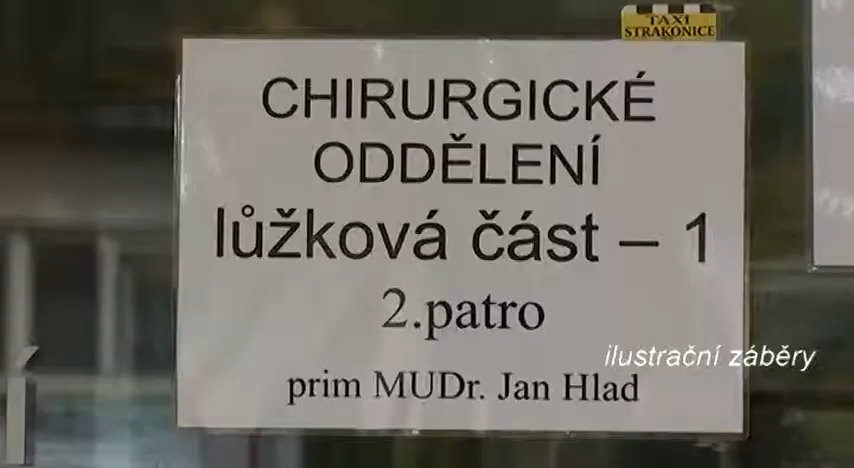 TAXI
STRAKONICE
CHIRURGICKÉ
ODDĚLENÍ
lůžková část – 1
2.patro
ilustrační záběry
prim MUDr. Jan Hlad